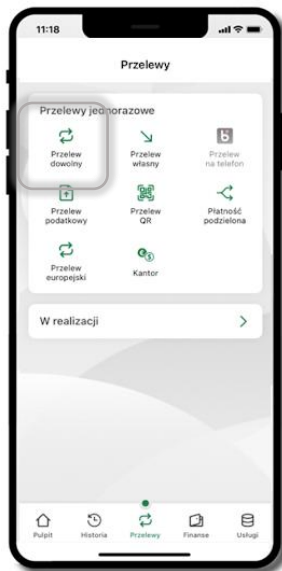 11:18
Przelewy
Przelewy jednorazowe
Przelew
dowolny
Przelew
własny
Przelew
na telefon
Przelew
podatkowy
Przelew
QR
Płatność
podzielona
Przelew
europejski
Kantor
W realizacji
Pulpit
Historia
Przelewy
Finanse
Usługi